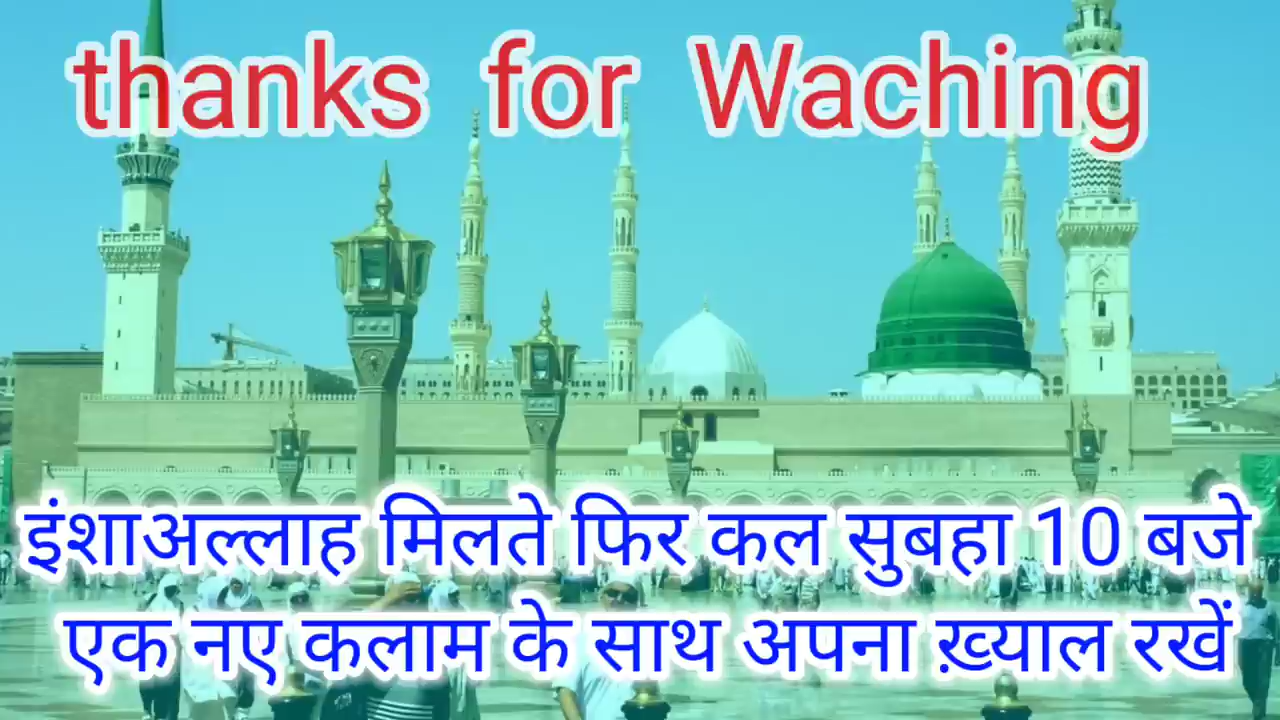 thanks for Waching
इंशाअल्लाह मिलते फिर कल सुबहा 10 बजे
एक नए कलाम के साथ अपना ख़्याल रखें